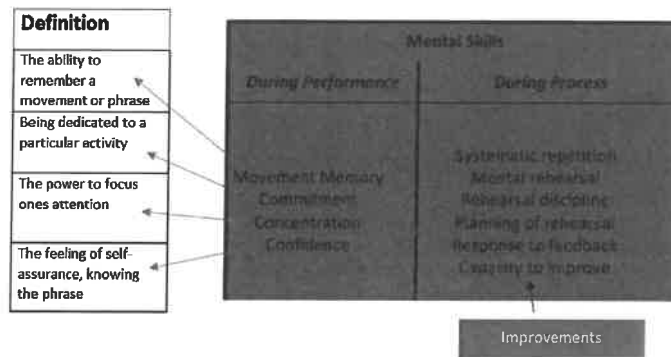 Definition
The ability to
remember a
movement or phrase
Being dedicated to a
particular activity
The power to focus
ones attention
The feeling of self-
assurance, knowing
the phrase
Mental Skills
During Performance
During Process
Movement Memory
Commitment
Concentration
Confidence
Systematic repetition
Mental rehearsal
Rehearsal discipline
Planning of rehearsal
Response to feedback
Capacity to improve
Improvements